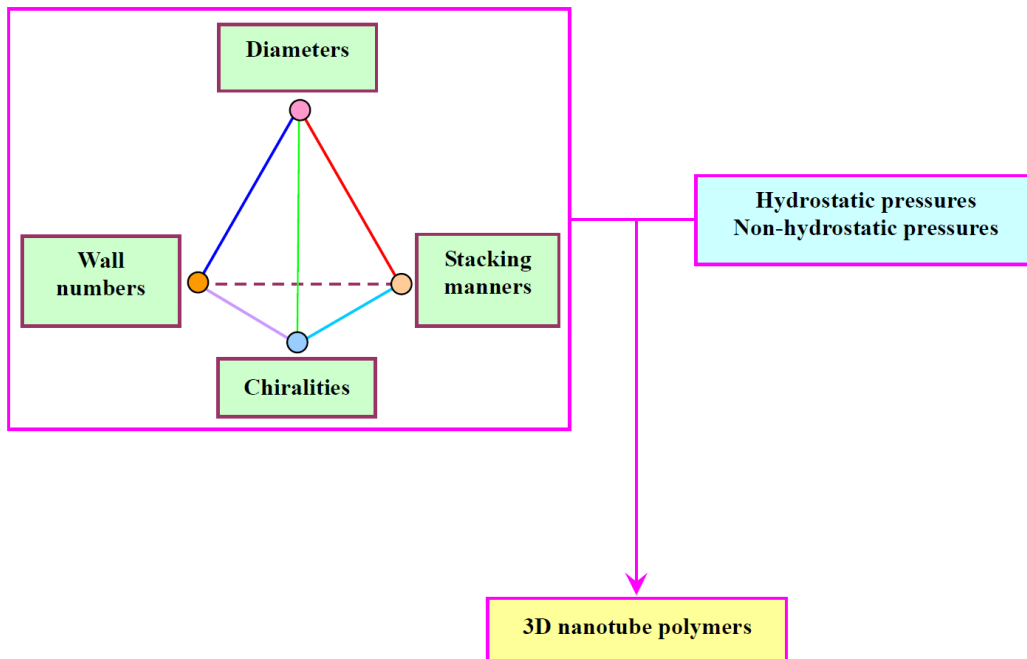 Diameters
Wall
numbers
Stacking
manners
Chiralities
Hydrostatic pressures
Non-hydrostatic pressures
3D nanotube polymers